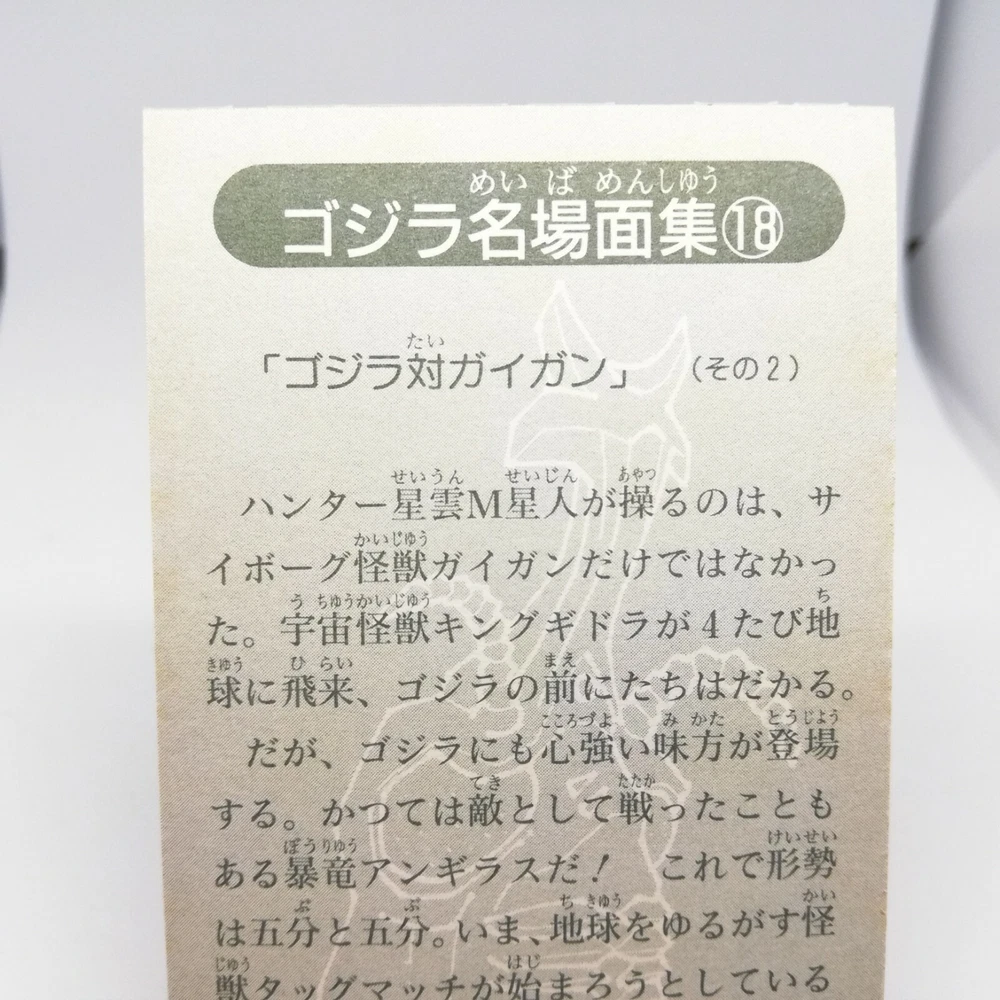 めいばめんしゅう
ゴジラ名場面集⑱
たい
「ゴジラ対ガイガン」 (その2)
せいうん せいじん あやつ
ハンター星雲M星人が操るのは、サ
かいじゅう
イボーグ怪獣ガイガンだけではなかっ
うちゅうかいじゅう ち
た。宇宙怪獣キングギドラが4たび地
きゅう ひらい まえ
球に飛来、ゴジラの前にたちはだかる。
こころづよ みかた とうじょう
だが、ゴジラにも心強い味方が登場
てき たたか
する。かつては敵として戦ったことも
ぼうりゅう けいせい
ある暴竜アンギラスだ! これで形勢
ぶ ぶ ちきゅう かい
は五分と五分。いま、地球をゆるがす怪
じゅう はじ
獣タッグマッチが始まろうとしている